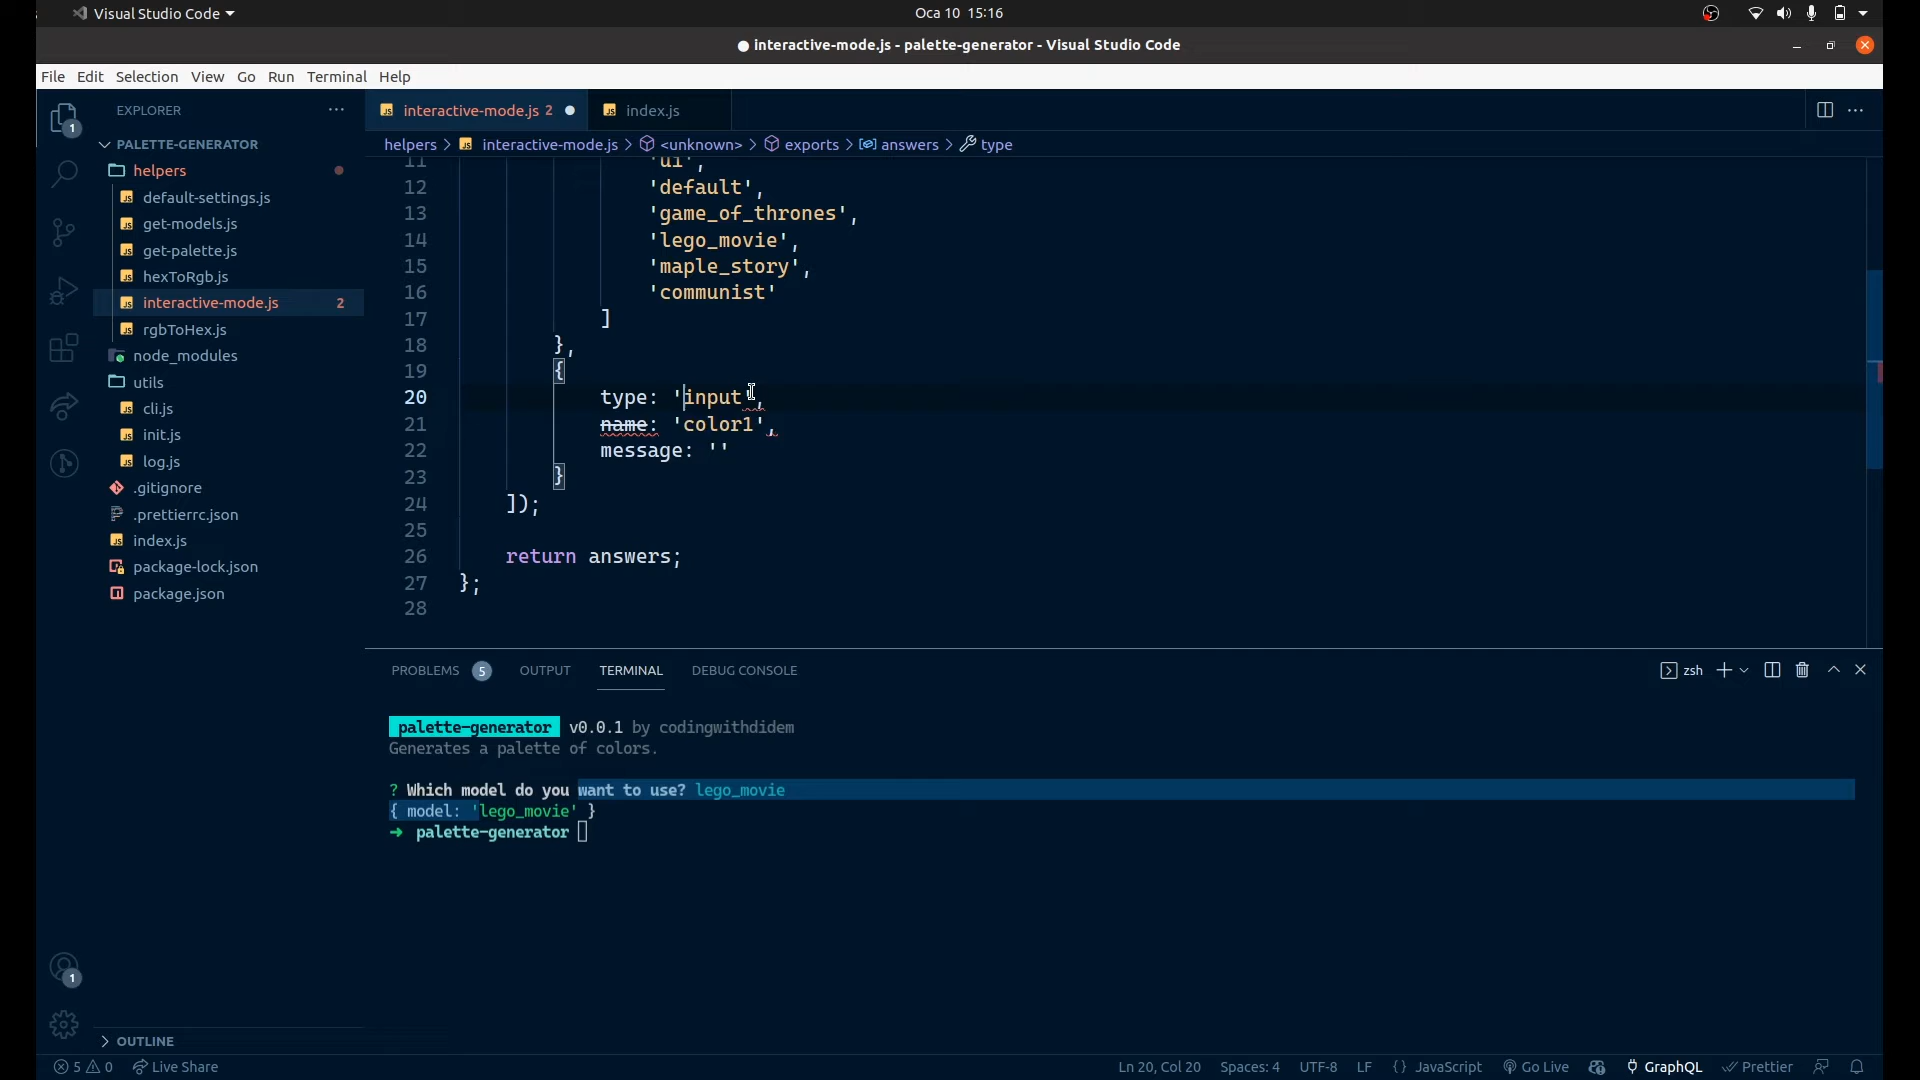 Visual Studio Code
Oca 10 15:16
interactive-mode.js - palette-generator - Visual Studio Code
File Edit Selection View Go Run Terminal Help
1
EXPLORER
interactive-mode.js 2
index.js
PALETTE-GENERATOR
helpers > interactive-mode.js > <unknown> > exports > answers > type
helpers
default-settings.js
get-models.js
get-palette.js
hexToRgb.js
interactive-mode.js 2
rgbToHex.js
node_modules
utils
cli.js
init.js
log.js
.gitignore
.prettierrc.json
index.js
package-lock.json
package.json
11 'ui',
12 'default',
13 'game_of_thrones',
14 'lego_movie',
15 'maple_story',
16 'communist'
17 ]
18 },
19 {
20 type: 'input',
21 name: 'color1',
22 message: ''
23 }
24 ]);
25
26 return answers;
27 };
28
PROBLEMS 5 OUTPUT TERMINAL DEBUG CONSOLE
zsh
palette-generator v0.0.1 by codingwithdidem
Generates a palette of colors.
? Which model do you want to use? lego_movie
{ model: 'lego_movie' }
→ palette-generator
1
OUTLINE
5 0 Live Share
Ln 20, Col 20 Spaces: 4 UTF-8 LF {} JavaScript Go Live GraphQL Prettier